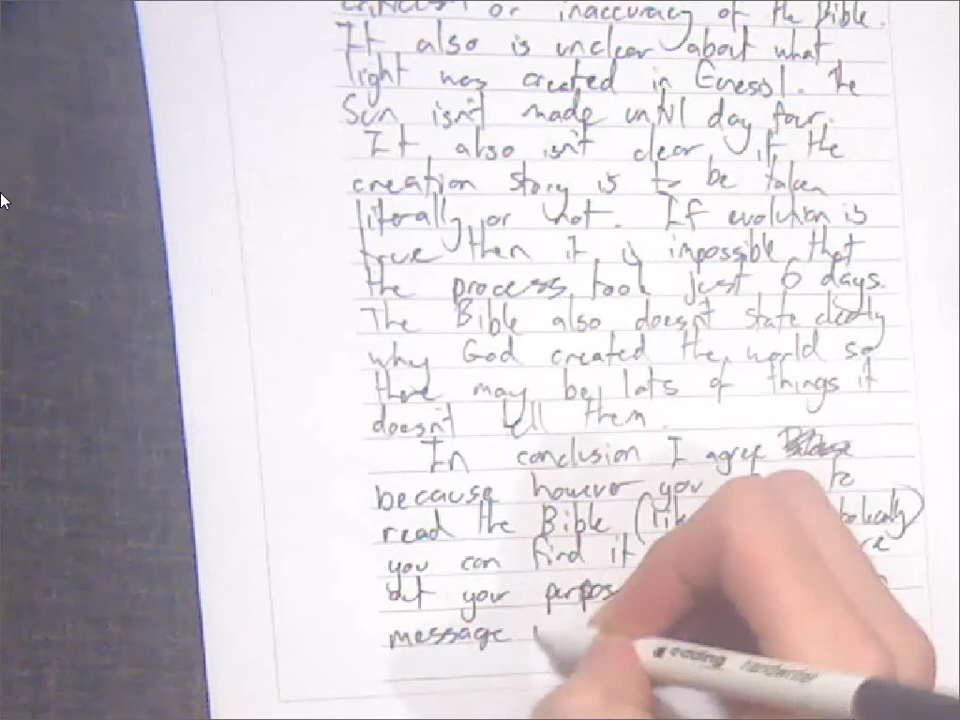 or inaccuracy of the Bible.
It also is unclear about what
light was created in Genesis 1. The
Sun isn't made until day four.
It also isn't clear if the
creation story is to be taken
literally or not. If evolution is
true then it is impossible that
the process took just 6 days.
The Bible also doesn't state clearly
why God created the world so
there may be lots of things it
doesn't tell them.
In conclusion I agree
because however you
read the Bible
you can find it
but your
message
edding handwriter